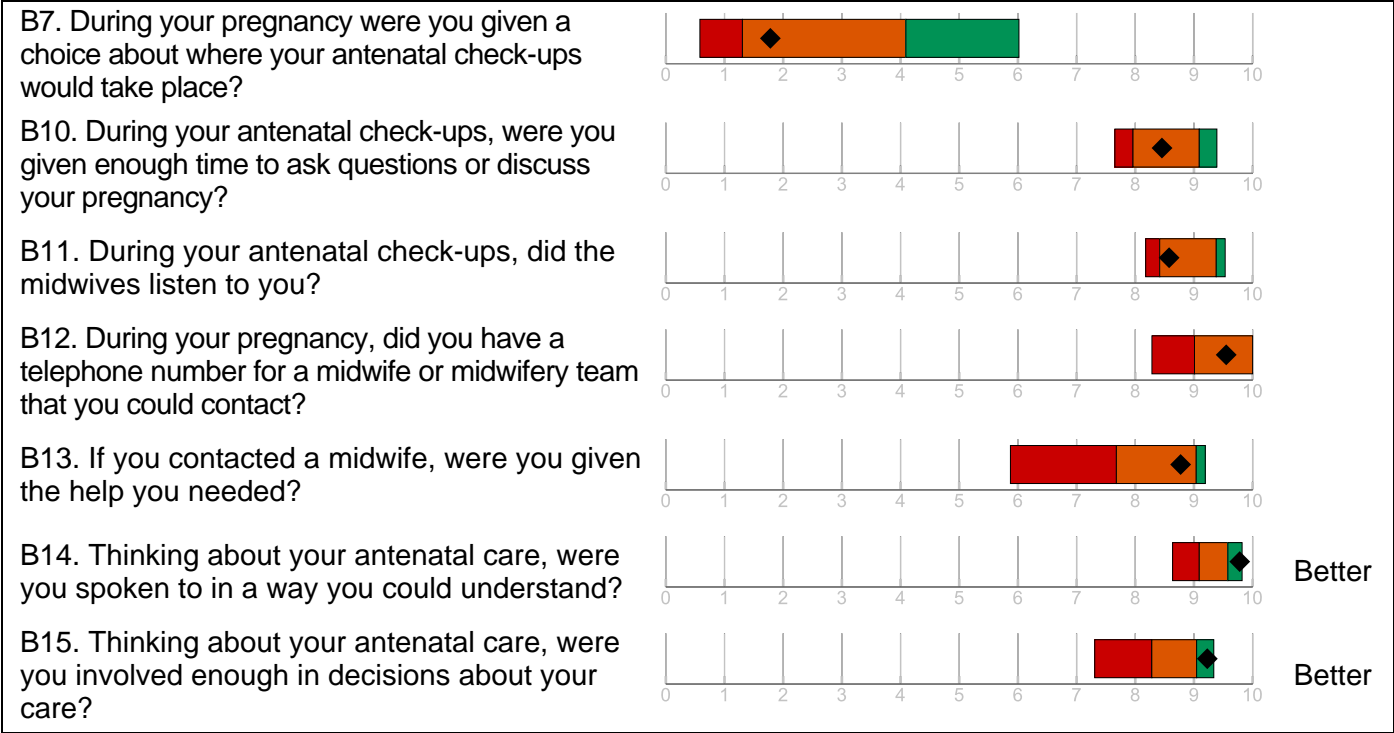 B7. During your pregnancy were you given a
choice about where your antenatal check-ups
would take place?
0 1 2 3 4 5 6 7 8 9 10
B10. During your antenatal check-ups, were you
given enough time to ask questions or discuss
your pregnancy?
0 1 2 3 4 5 6 7 8 9 10
B11. During your antenatal check-ups, did the
midwives listen to you?
0 1 2 3 4 5 6 7 8 9 10
B12. During your pregnancy, did you have a
telephone number for a midwife or midwifery team
that you could contact?
0 1 2 3 4 5 6 7 8 9 10
B13. If you contacted a midwife, were you given
the help you needed?
0 1 2 3 4 5 6 7 8 9 10
B14. Thinking about your antenatal care, were
you spoken to in a way you could understand?
0 1 2 3 4 5 6 7 8 9 10
Better
B15. Thinking about your antenatal care, were
you involved enough in decisions about your
care?
0 1 2 3 4 5 6 7 8 9 10
Better